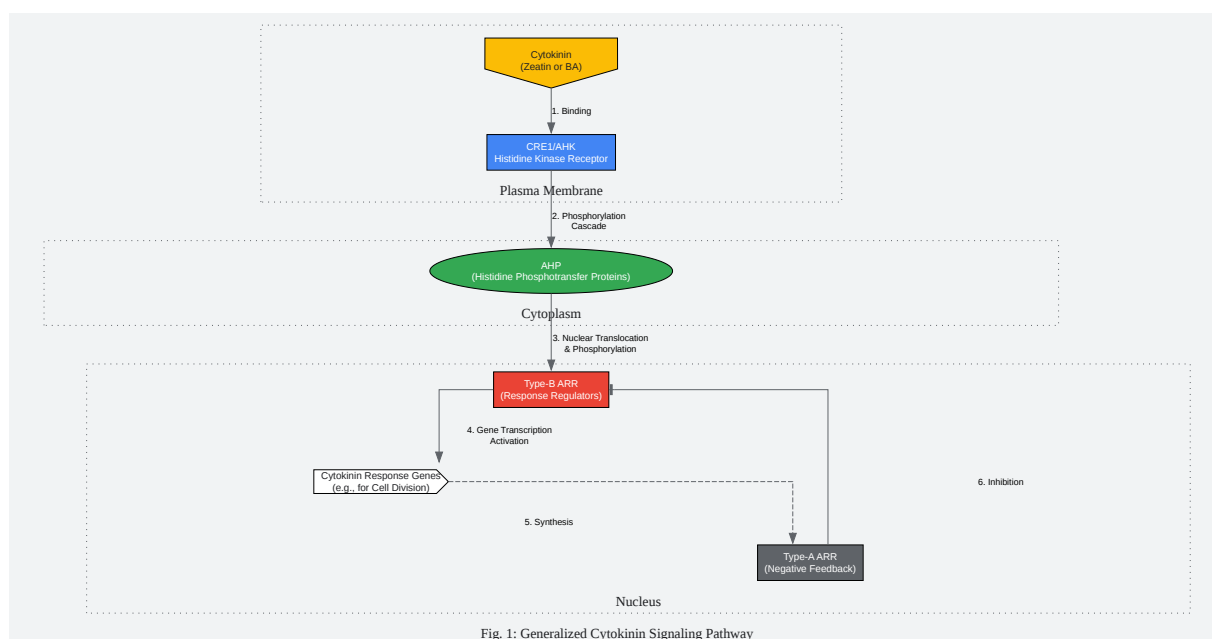 Cytokinin
(Zeatin or BA)
1. Binding
CRE1/AHK
Histidine Kinase Receptor
Plasma Membrane
2. Phosphorylation
Cascade
AHP
(Histidine Phosphotransfer Proteins)
Cytoplasm
3. Nuclear Translocation
& Phosphorylation
Type-B ARR
(Response Regulators)
4. Gene Transcription
Activation
Cytokinin Response Genes
(e.g., for Cell Division)
6. Inhibition
5. Synthesis
Type-A ARR
(Negative Feedback)
Nucleus
Fig. 1: Generalized Cytokinin Signaling Pathway